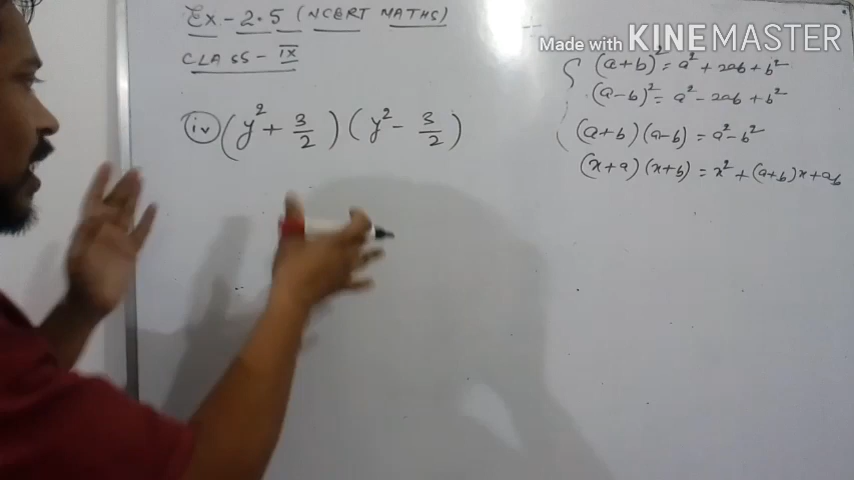 Ex - 2.5 (NCERT MATHS)
CLASS - IX
Made with KINEMASTER
(a+b)² = a² + 2ab + b²
(a-b)² = a² - 2ab + b²
(a+b) (a-b) = a² - b²
(x+a) (x+b) = x² + (a+b)x + ab
iv) (y² + 3/2) (y² - 3/2)